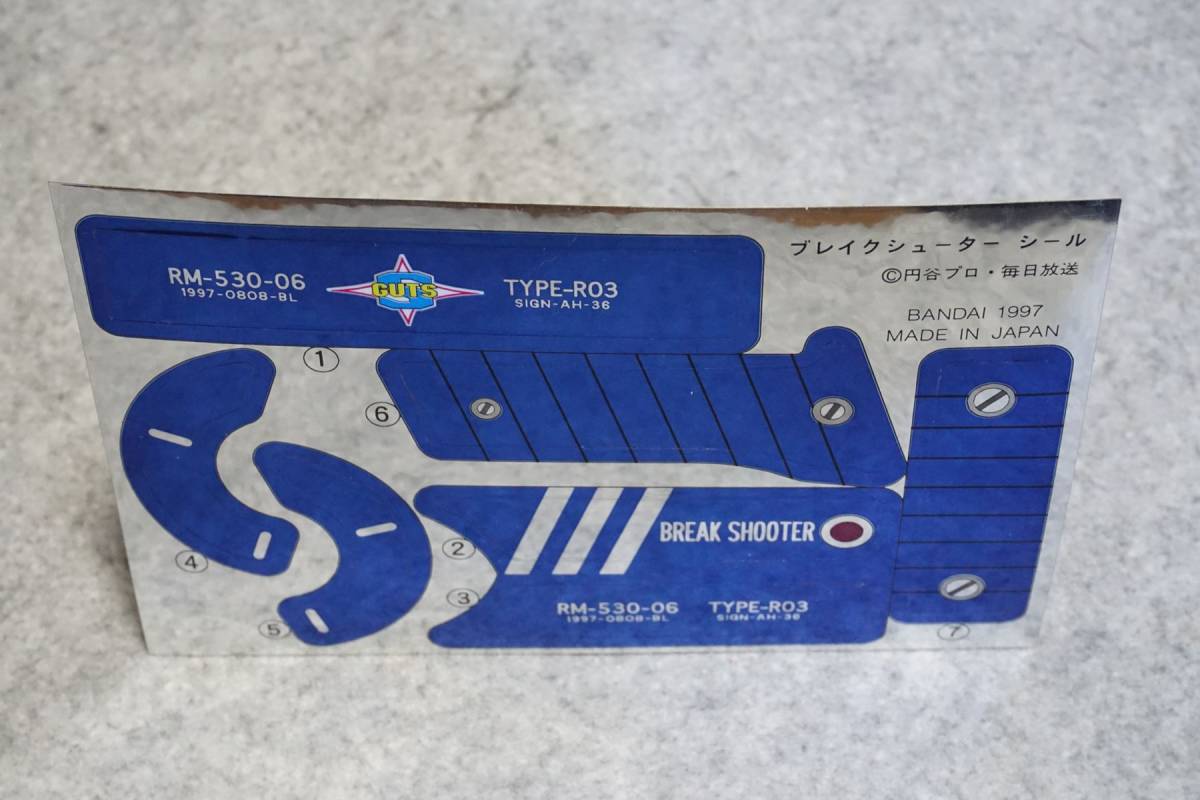 RM-530-06
1997-0808-BL
GUTS
TYPE-R03
SIGN-AH-36
ブレイクシューター シール
©円谷プロ・毎日放送
BANDAI 1997
MADE IN JAPAN
①
⑥
④
⑤
②
BREAK SHOOTER
③
RM-530-06
1997-0808-BL
TYPE-R03
SIGN-AH-36
⑦